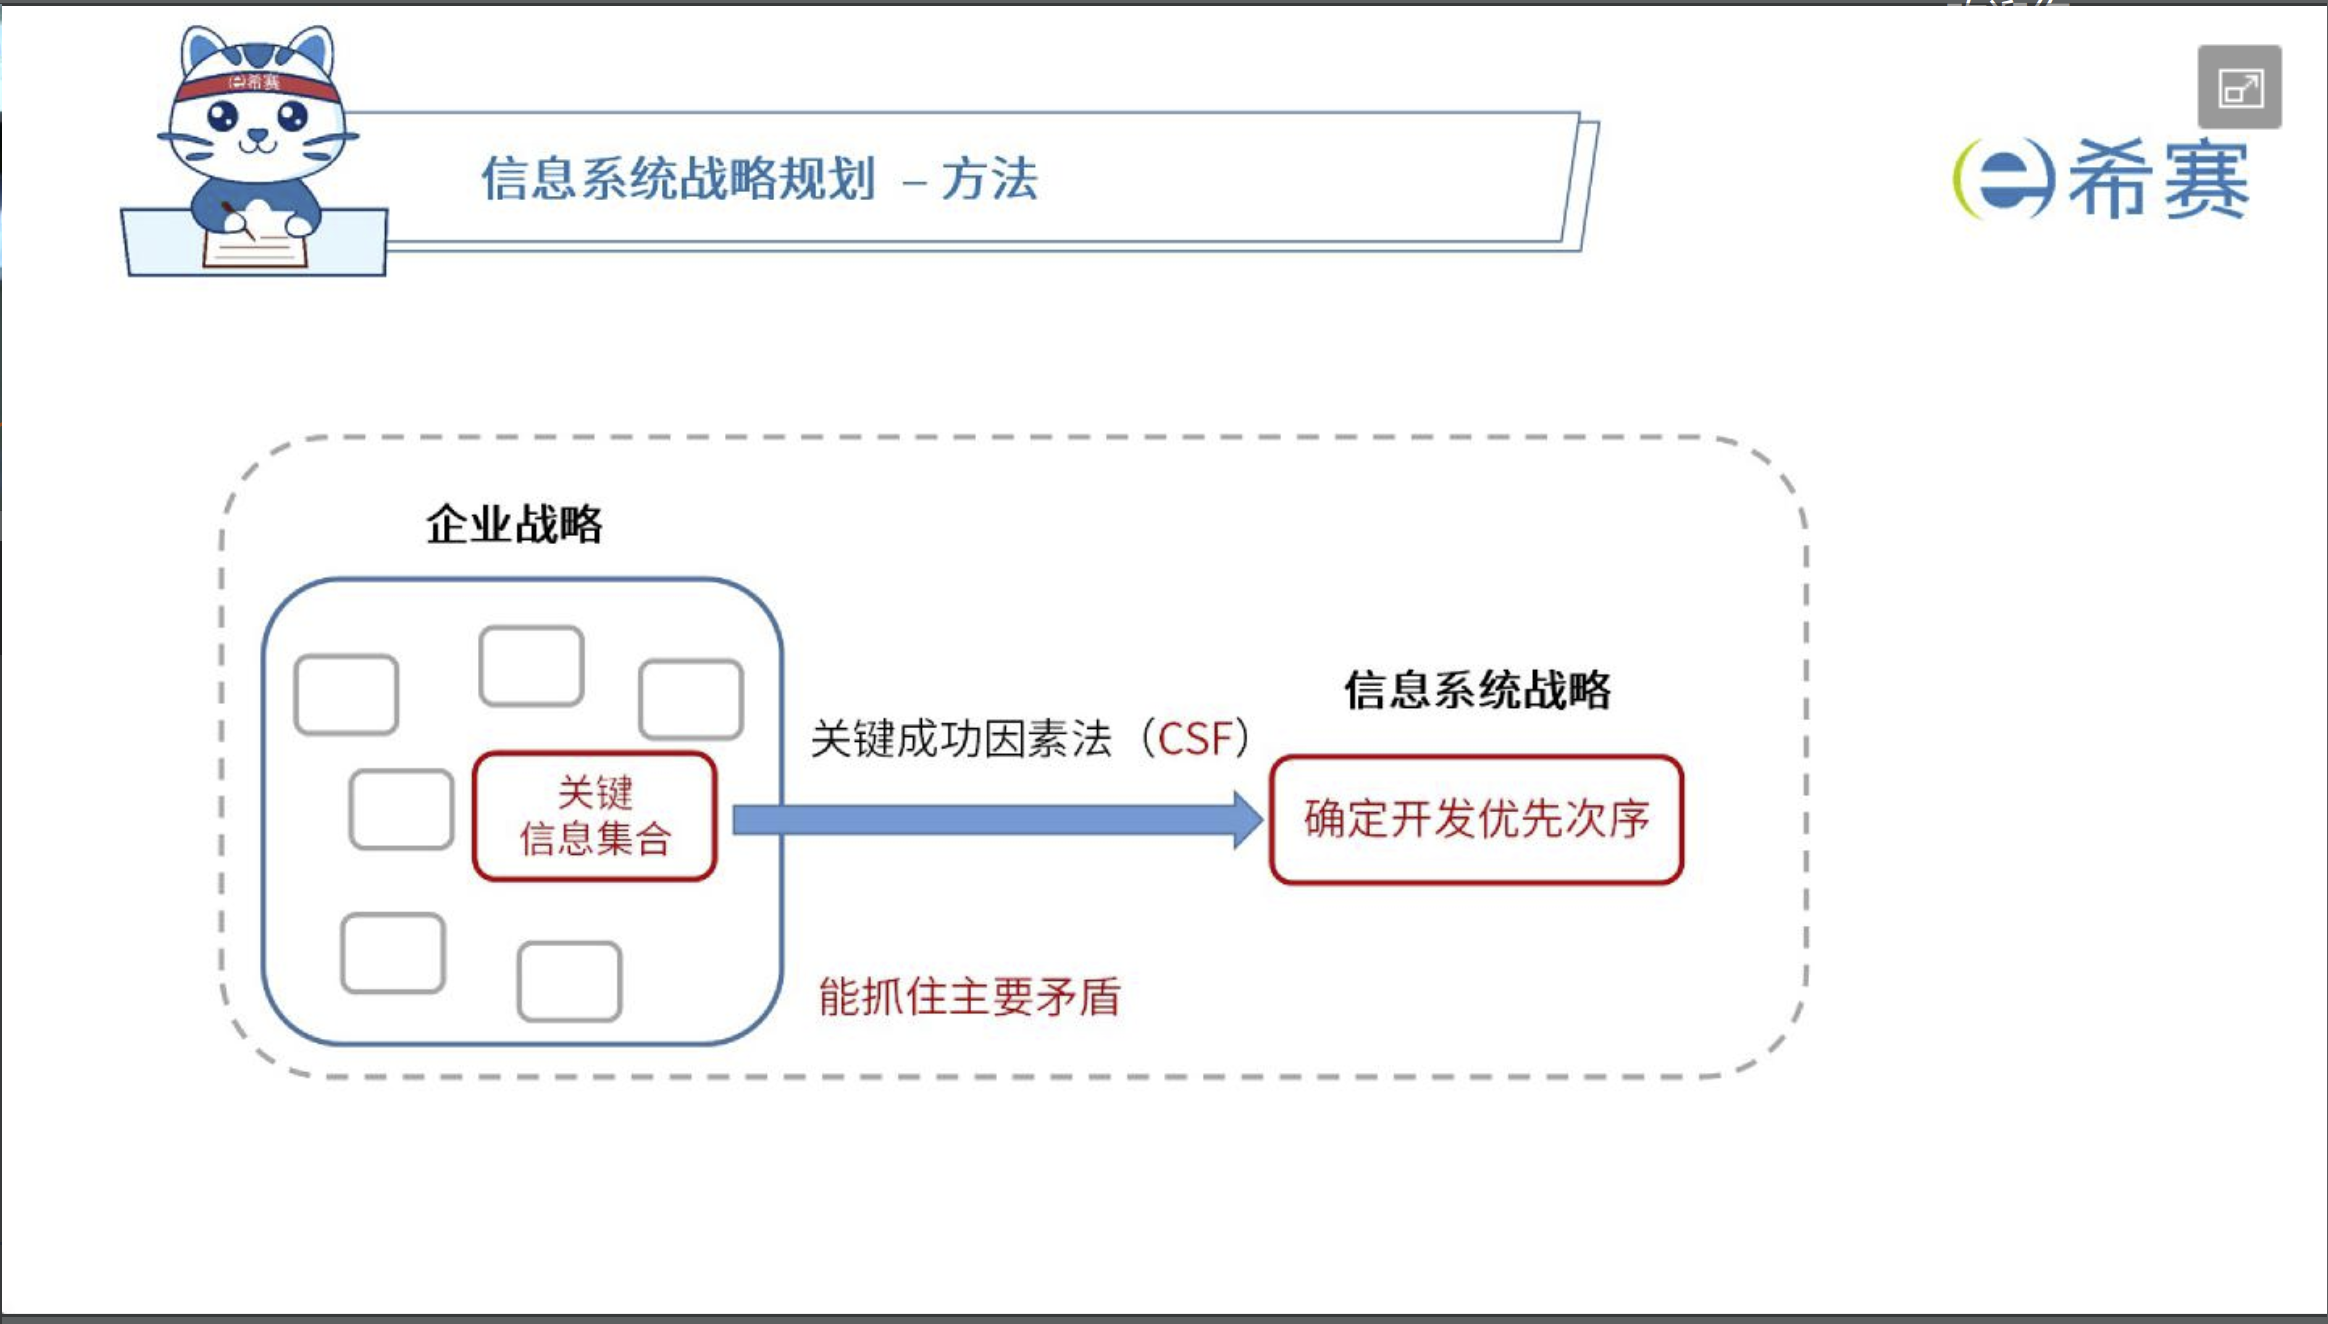 希赛
信息系统战略规划 – 方法
希赛
企业战略
信息系统战略
关键成功因素法（CSF）
关键
信息集合
确定开发优先次序
能抓住主要矛盾